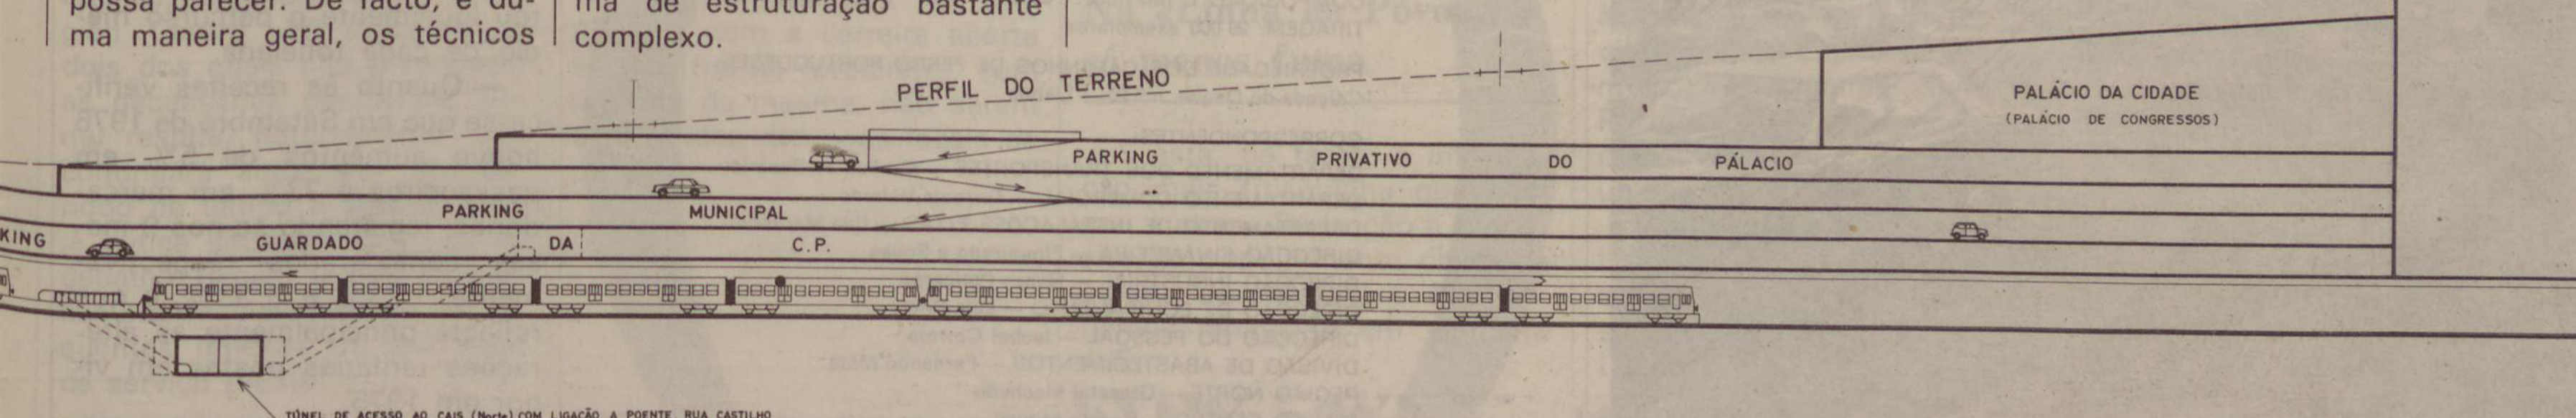 possa parecer. De facto, e du-
ma maneira geral, os técnicos
ma de estruturação bastante
complexo.
PERFIL DO TERRENO
PALÁCIO DA CIDADE
(PALÁCIO DE CONGRESSOS)
PARKING PRIVATIVO DO PÁLACIO
PARKING MUNICIPAL
KING GUARDADO DA C.P.
TÚNEL DE ACESSO AO CAIS (Norte) COM LIGAÇÃO A POENTE RUA CASTILHO